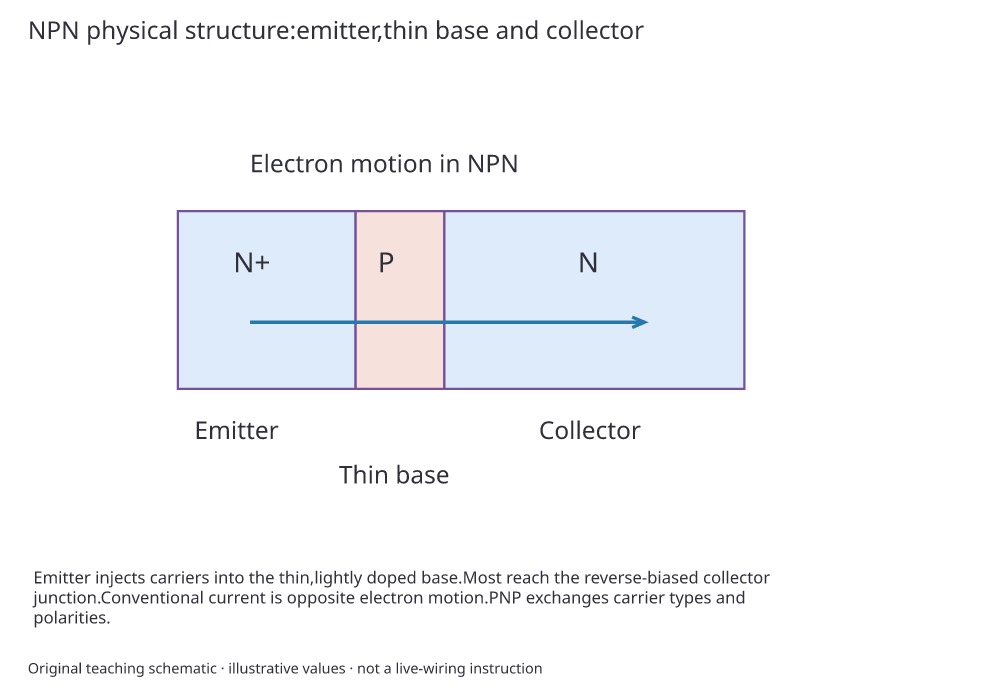 NPN physical structure:emitter,thin base and collector
Electron motion in NPN
N+
P
N
Emitter
Collector
Thin base
Emitter injects carriers into the thin,lightly doped base.Most reach the reverse-biased collector
junction.Conventional current is opposite electron motion.PNP exchanges carrier types and
polarities.
Original teaching schematic · illustrative values · not a live-wiring instruction